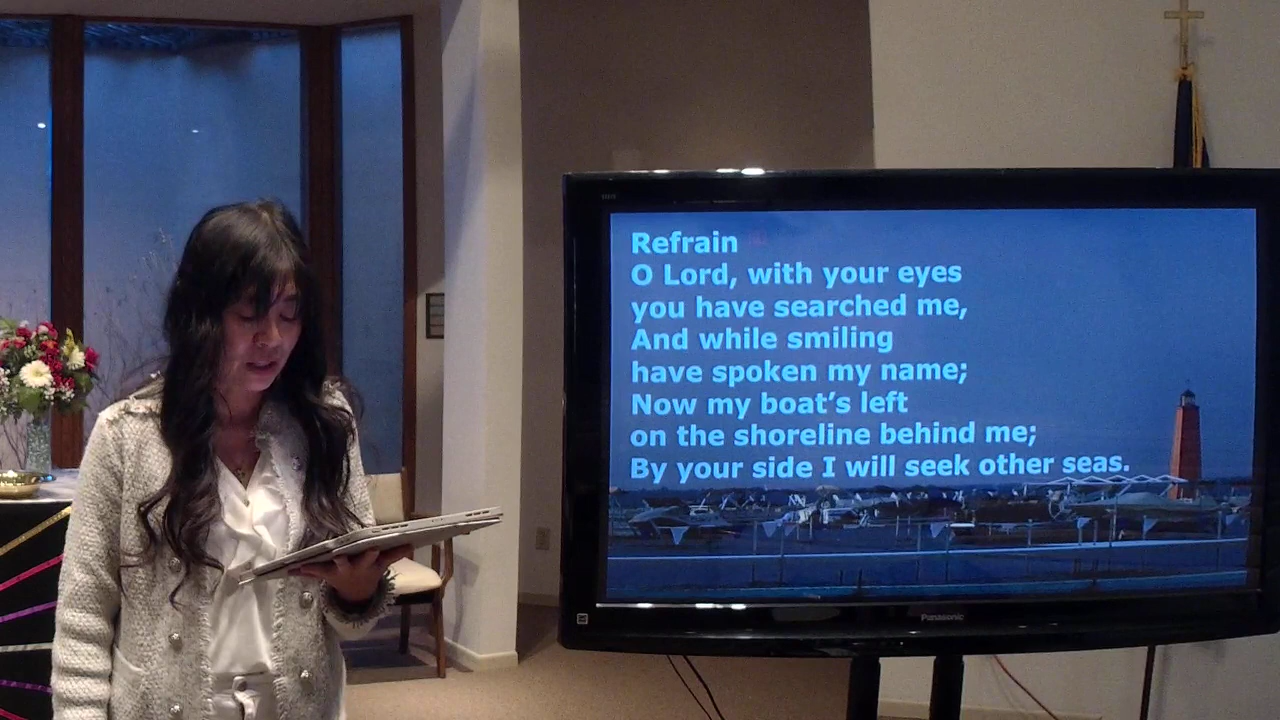 Refrain
O Lord, with your eyes
you have searched me,
And while smiling
have spoken my name;
Now my boat’s left
on the shoreline behind me;
By your side I will seek other seas.
Panasonic